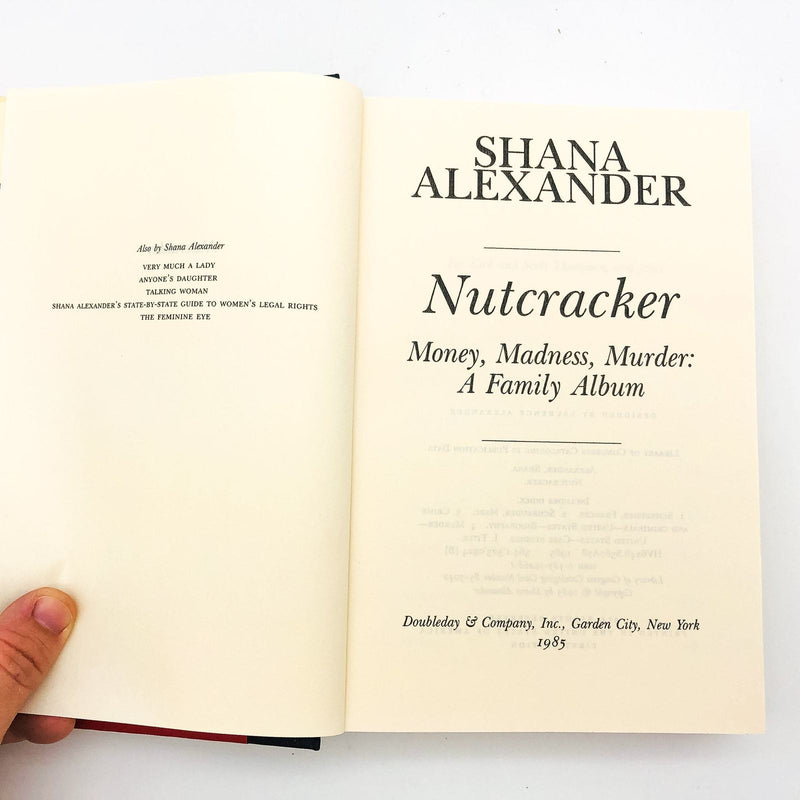 Also by Shana Alexander
VERY MUCH A LADY
ANYONE'S DAUGHTER
TALKING WOMAN
SHANA ALEXANDER'S STATE-BY-STATE GUIDE TO WOMEN'S LEGAL RIGHTS
THE FEMININE EYE
SHANA
ALEXANDER
Nutcracker
Money, Madness, Murder:
A Family Album
Doubleday & Company, Inc., Garden City, New York
1985